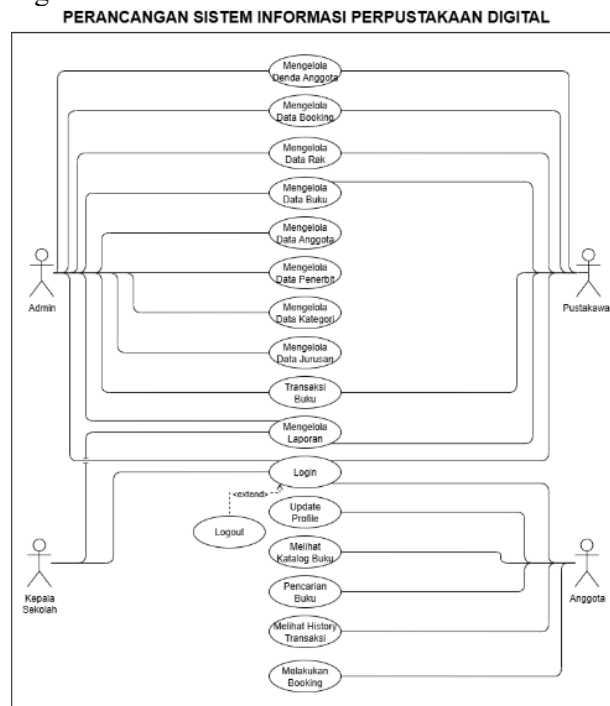 PERANCANGAN SISTEM INFORMASI PERPUSTAKAAN DIGITAL
Mengelola
Denda Anggota
Mengelola
Data Booking
Mengelola
Data Rak
Mengelola
Data Buku
Mengelola
Data Anggota
Mengelola
Data Penerbit
Mengelola
Data Kategori
Mengelola
Data Jurusan
Admin
Pustakawa
Transaksi
Buku
Mengelola
Laporan
Login
<extend>
Logout
Update
Profile
Melihat
Katalog Buku
Pencarian
Buku
Kepala
Sekolah
Anggota
Melihat History
Transaksi
Melakukan
Booking